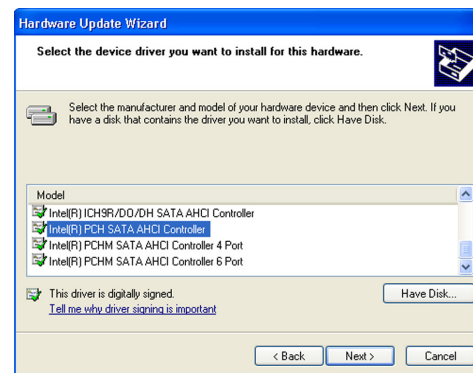 Hardware Update Wizard
Select the device driver you want to install for this hardware.
Select the manufacturer and model of your hardware device and then click Next. If you
have a disk that contains the driver you want to install, click Have Disk.
Model
Intel(R) ICH9R/DO/DH SATA AHCI Controller
Intel(R) PCH SATA AHCI Controller
Intel(R) PCHM SATA AHCI Controller 4 Port
Intel(R) PCHM SATA AHCI Controller 6 Port
This driver is digitally signed.
Have Disk...
Tell me why driver signing is important
< Back
Next >
Cancel